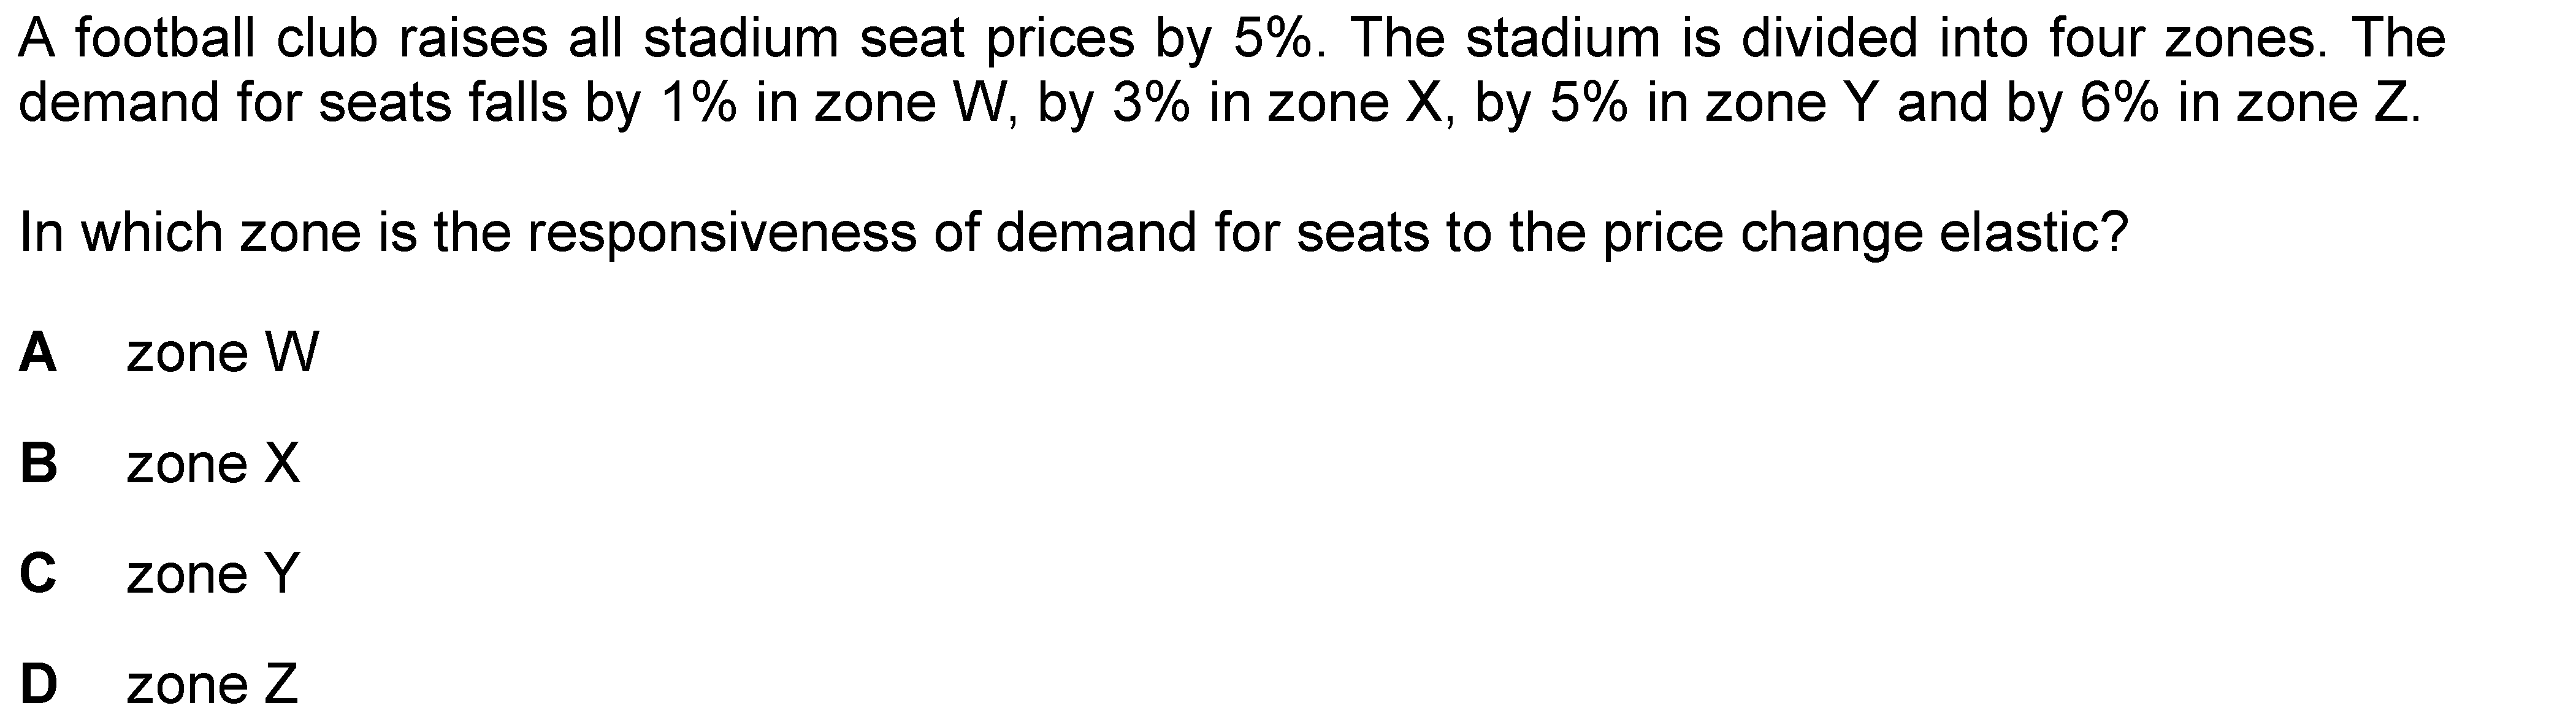 A football club raises all stadium seat prices by 5%. The stadium is divided into four zones. The
demand for seats falls by 1% in zone W, by 3% in zone X, by 5% in zone Y and by 6% in zone Z.
In which zone is the responsiveness of demand for seats to the price change elastic?
A zone W
B zone X
C zone Y
D zone Z